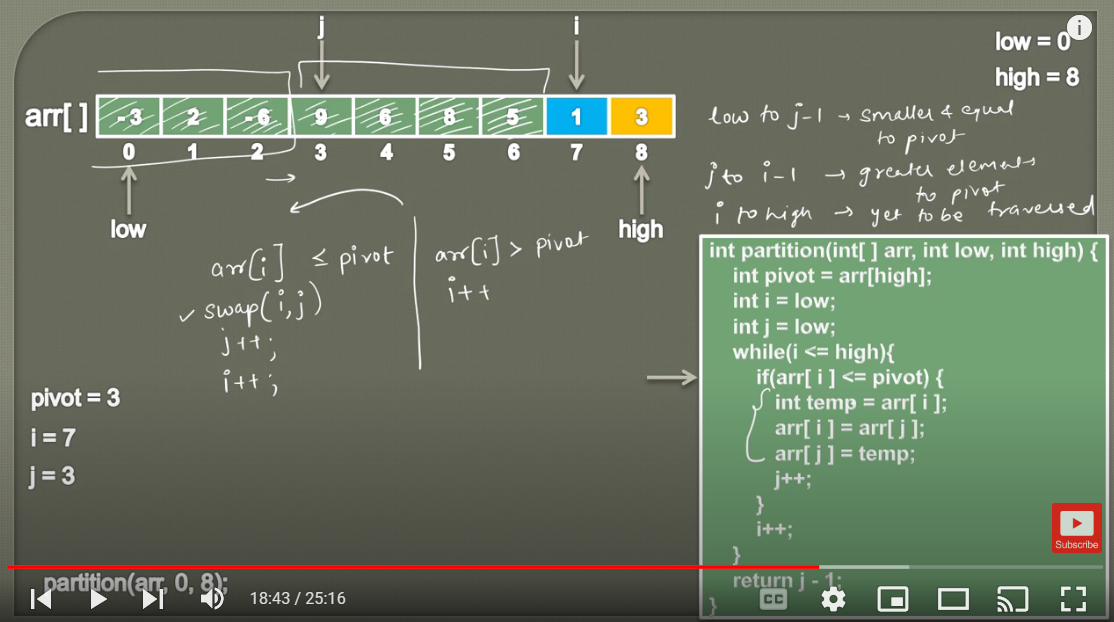 j
i
i
low = 0
high = 8
arr[ ]
-3 2 -6 9 6 8 5 1 3
0 1 2 3 4 5 6 7 8
low
high
low to j-1 → smaller & equal
to pivot
j to i-1 → greater elements
to pivot
i to high → yet to be traversed
arr[i] ≤ pivot
✓ swap(i,j)
j++;
i++;
arr[i] > pivot
i++
pivot = 3
i = 7
j = 3
int partition(int[ ] arr, int low, int high) {
int pivot = arr[high];
int i = low;
int j = low;
while(i <= high){
if(arr[ i ] <= pivot) {
int temp = arr[ i ];
arr[ i ] = arr[ j ];
arr[ j ] = temp;
j++;
}
i++;
}
return j - 1;
}
Subscribe
partition(arr, 0, 8);
18:43 / 25:16
CC